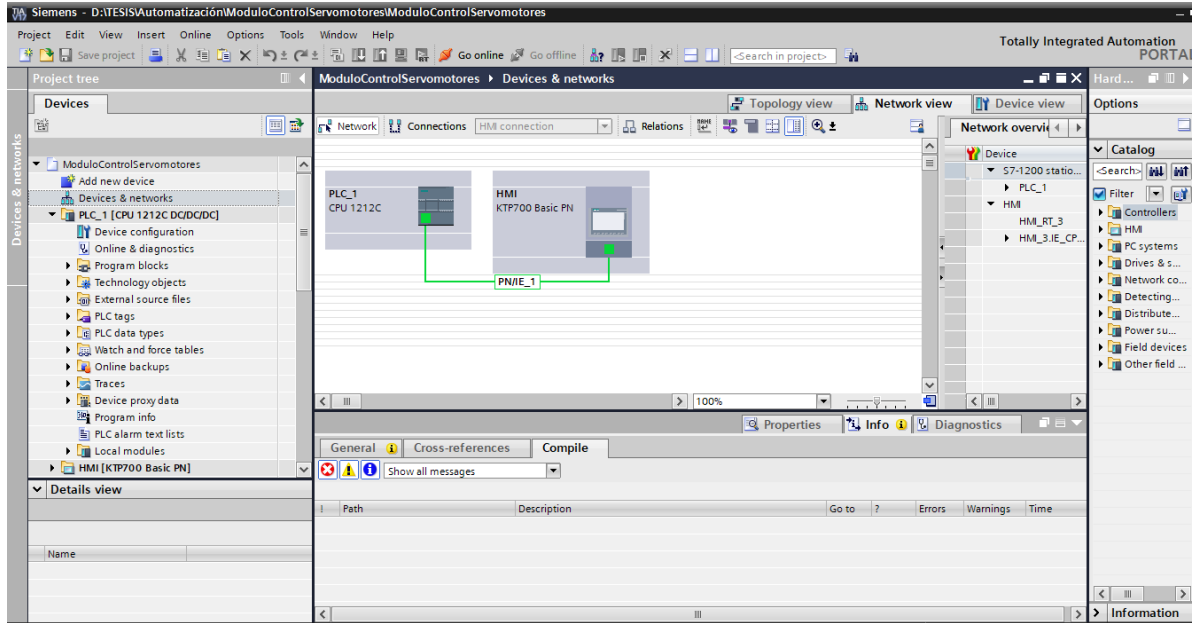 Siemens - D:\TESIS\Automatización\ModuloControlServomotores\ModuloControlServomotores
Project Edit View Insert Online Options Tools Window Help
Totally Integrated Automation
PORTAL
Save project
Go online
Go offline
<Search in project>
Project tree
ModuloControlServomotores Devices & networks
Hard...
Devices
Topology view
Network view
Device view
Options
Network
Connections
HMI connection
Relations
Network overvie
Devices & networks
ModuloControlServomotores
Add new device
Devices & networks
PLC_1 [CPU 1212C DC/DC/DC]
Device configuration
Online & diagnostics
Program blocks
Technology objects
External source files
PLC tags
PLC data types
Watch and force tables
Online backups
Traces
Device proxy data
Program info
PLC alarm text lists
Local modules
HMI [KTP700 Basic PN]
PLC_1
CPU 1212C
HMI
KTP700 Basic PN
PN/IE_1
100%
Device
S7-1200 statio...
PLC_1
HMI
HMI_RT_3
HMI_3.IE_CP...
Catalog
<Search>
Filter
Controllers
HMI
PC systems
Drives & s...
Network co...
Detecting...
Distribute...
Power su...
Field devices
Other field ...
Properties
Info
Diagnostics
General
Cross-references
Compile
Show all messages
! Path Description Go to ? Errors Warnings Time
Details view
Name
Information